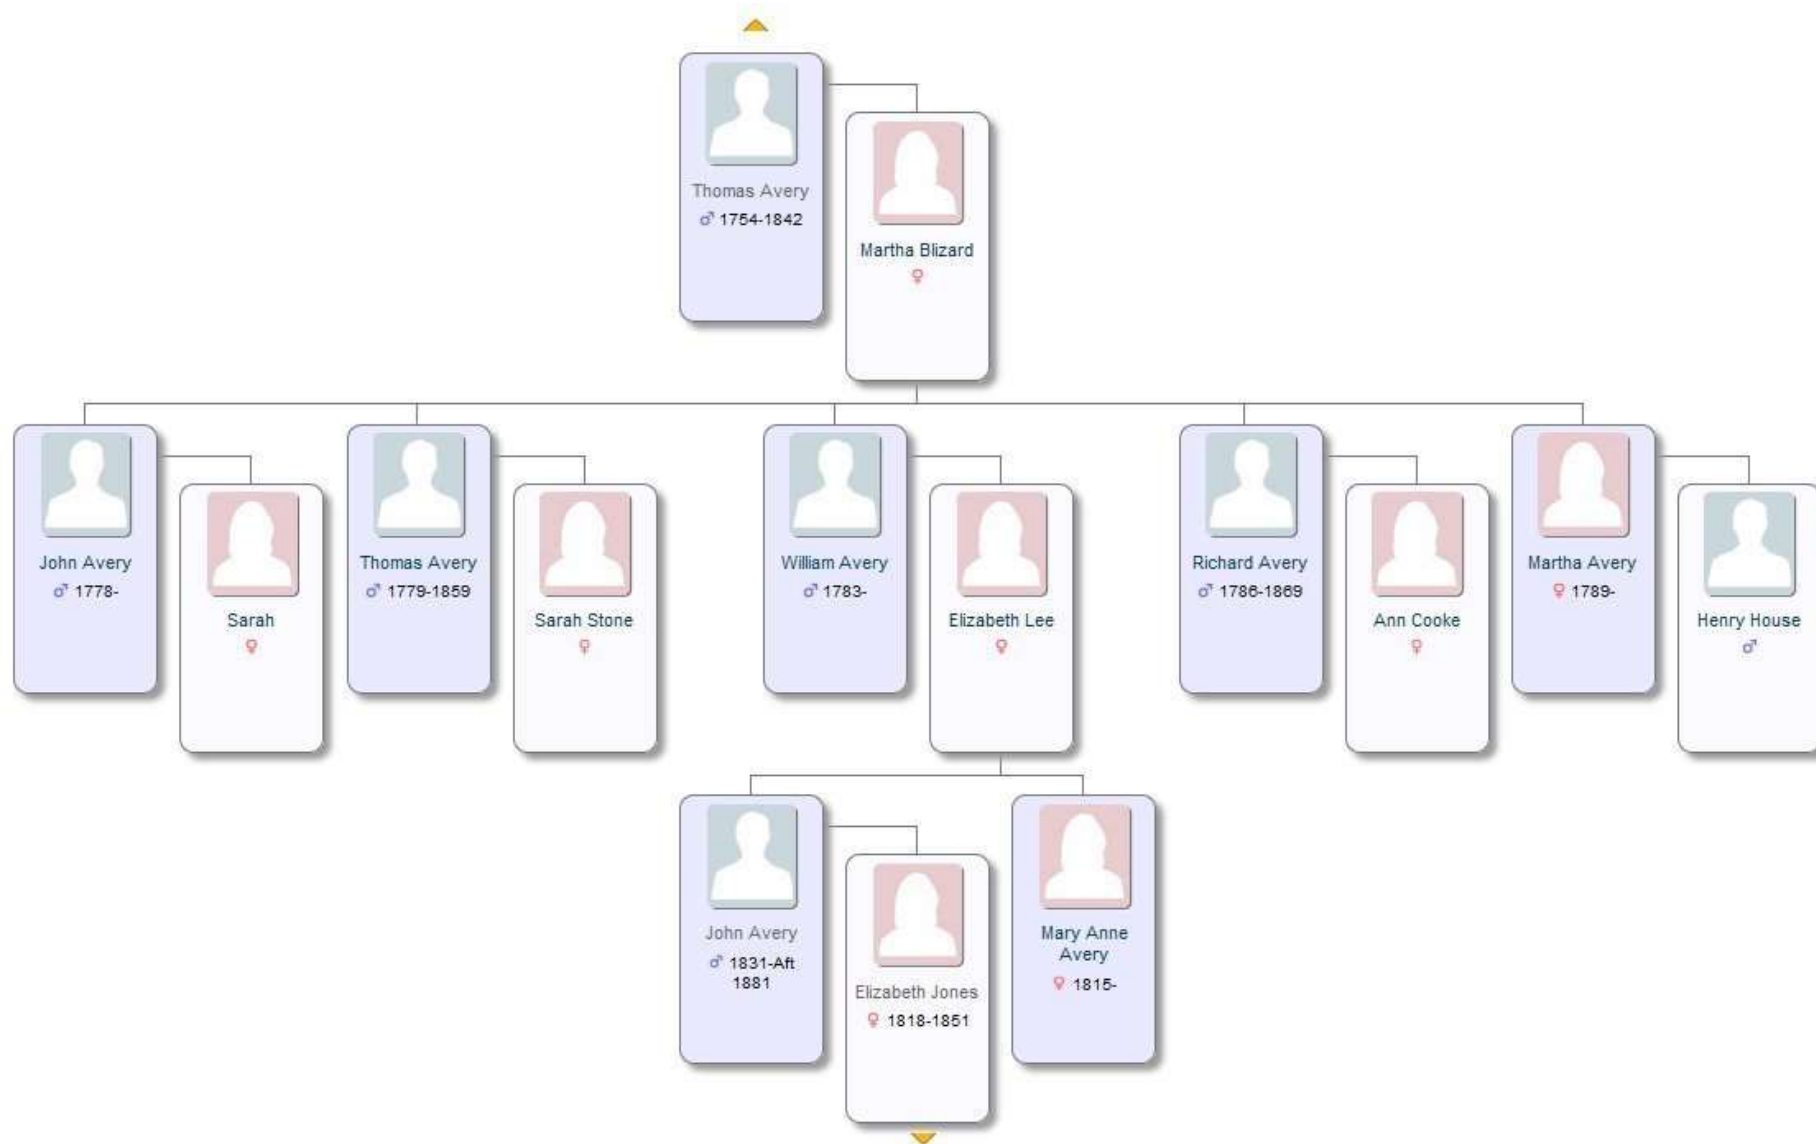 Thomas Avery
♂ 1754-1842
Martha Blizard
♀
John Avery
♂ 1778-
Sarah
♀
Thomas Avery
♂ 1779-1859
Sarah Stone
♀
William Avery
♂ 1783-
Elizabeth Lee
♀
Richard Avery
♂ 1786-1869
Ann Cooke
♀
Martha Avery
♀ 1789-
Henry House
♂
John Avery
♂ 1831-Aft
1881
Elizabeth Jones
♀ 1818-1851
Mary Anne
Avery
♀ 1815-